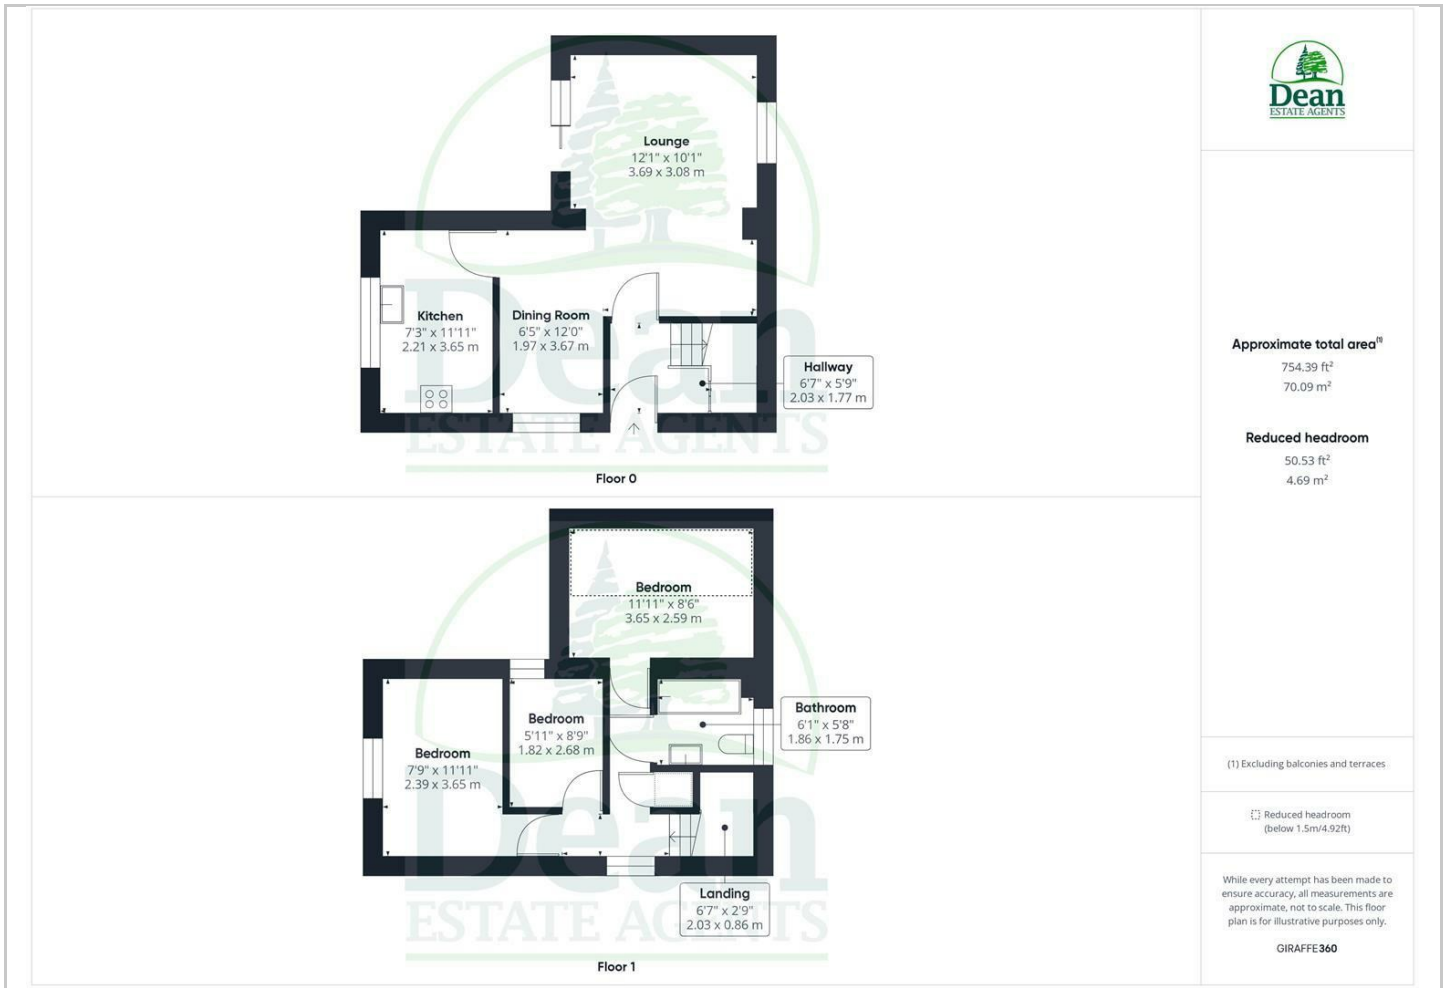 Lounge
12'1" x 10'1"
3.69 x 3.08 m
Kitchen
7'3" x 11'11"
2.21 x 3.65 m
Dining Room
6'5" x 12'0"
1.97 x 3.67 m
Hallway
6'7" x 5'9"
2.03 x 1.77 m
Dean
ESTATE AGENTS
Floor 0
Bedroom
11'11" x 8'6"
3.65 x 2.59 m
Bedroom
5'11" x 8'9"
1.82 x 2.68 m
Bedroom
7'9" x 11'11"
2.39 x 3.65 m
Bathroom
6'1" x 5'8"
1.86 x 1.75 m
Landing
6'7" x 2'9"
2.03 x 0.86 m
Dean
ESTATE AGENTS
Floor 1
Dean
ESTATE AGENTS
Approximate total area⁽¹⁾
754.39 ft²
70.09 m²
Reduced headroom
50.53 ft²
4.69 m²
(1) Excluding balconies and terraces
Reduced headroom
(below 1.5m/4.92ft)
While every attempt has been made to
ensure accuracy, all measurements are
approximate, not to scale. This floor
plan is for illustrative purposes only.
GIRAFFE360